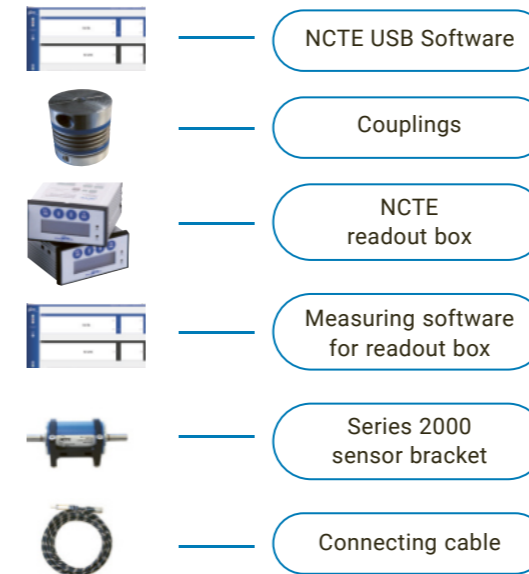 NCTE USB Software
Couplings
NCTE
readout box
Measuring software
for readout box
Series 2000
sensor bracket
Connecting cable